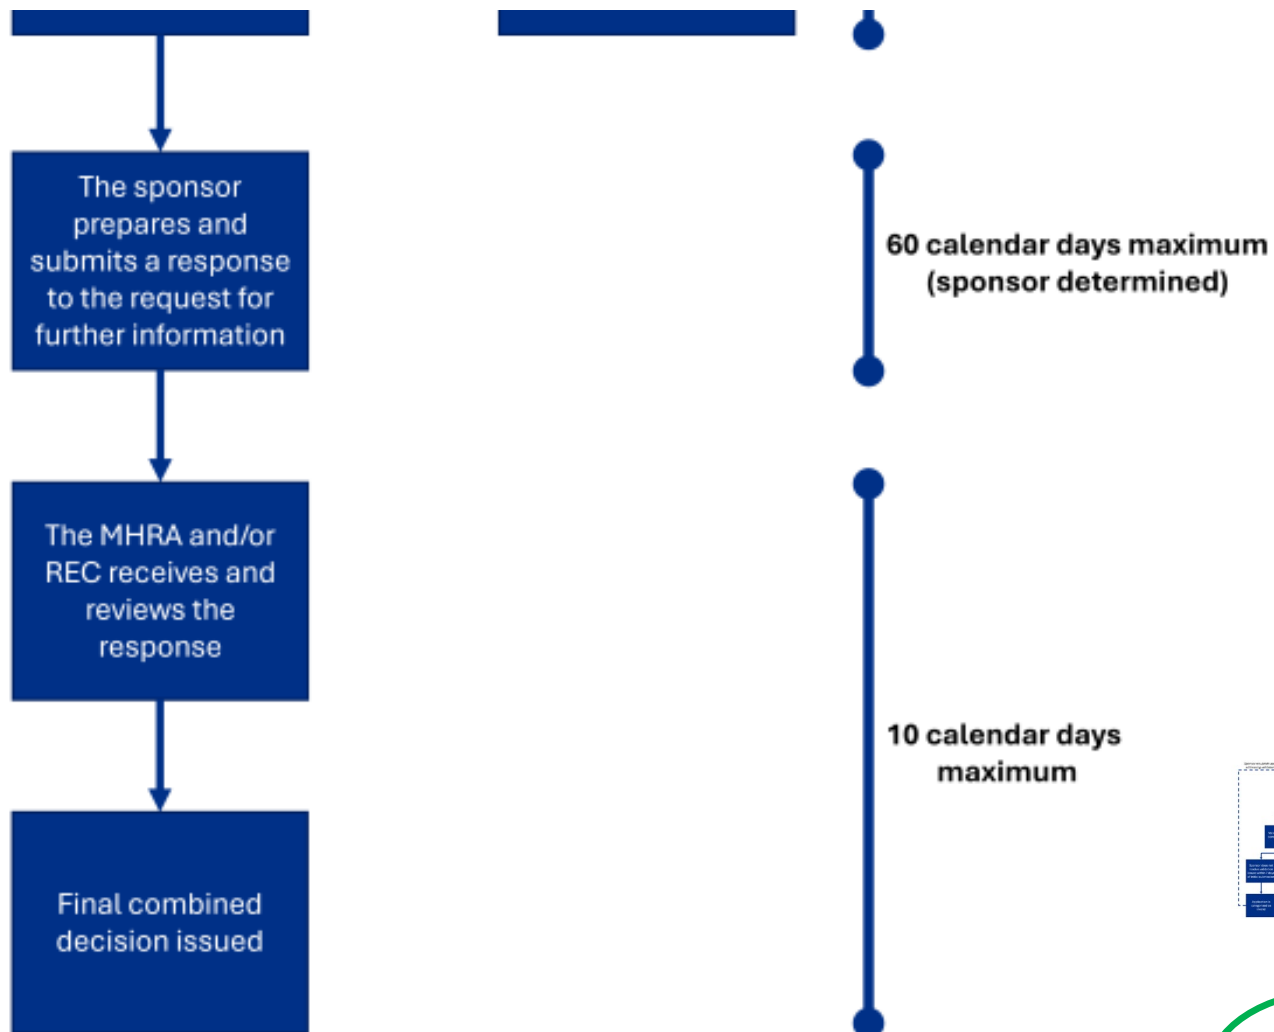 The sponsor
prepares and
submits a response
to the request for
further information
60 calendar days maximum
(sponsor determined)
The MHRA and/or
REC receives and
reviews the
response
10 calendar days
maximum
Final combined
decision issued